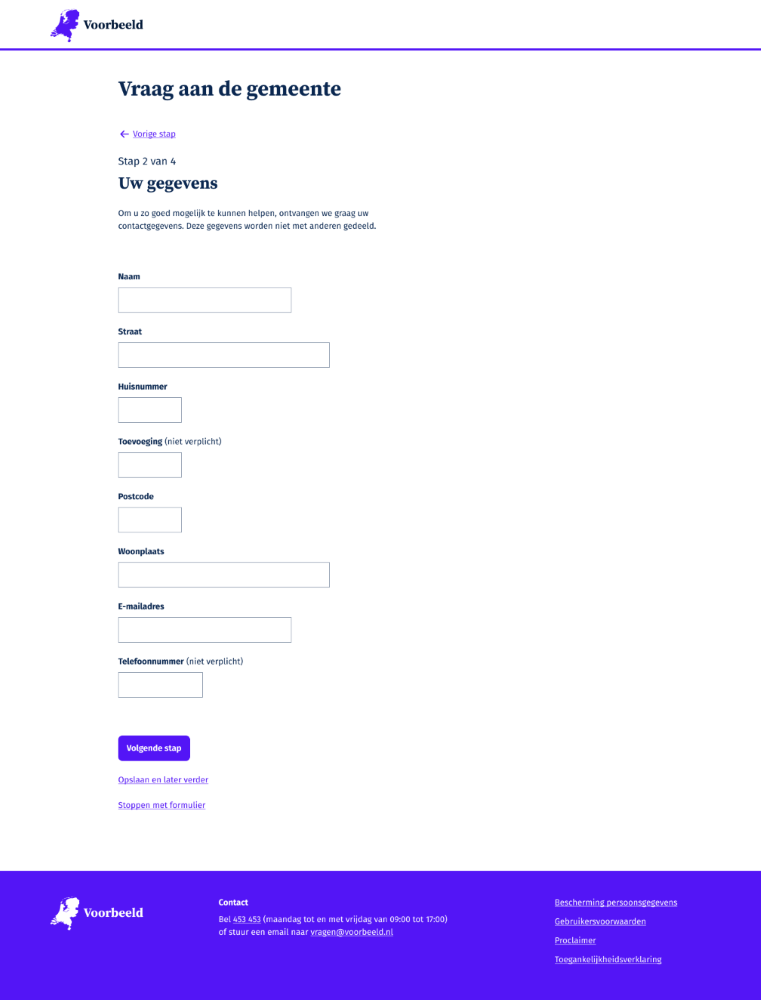 Voorbeeld
Vraag aan de gemeente
Vorige stap
Stap 2 van 4
Uw gegevens
Om u zo goed mogelijk te kunnen helpen, ontvangen we graag uw
contactgegevens. Deze gegevens worden niet met anderen gedeeld.
Naam
Straat
Huisnummer
Toevoeging (niet verplicht)
Postcode
Woonplaats
E-mailadres
Telefoonnummer (niet verplicht)
Volgende stap
Opslaan en later verder
Stoppen met formulier
Voorbeeld
Contact
Bel 453 453 (maandag tot en met vrijdag van 09:00 tot 17:00)
of stuur een email naar vragen@voorbeeld.nl
Bescherming persoonsgegevens
Gebruikersvoorwaarden
Proclaimer
Toegankelijkheidsverklaring